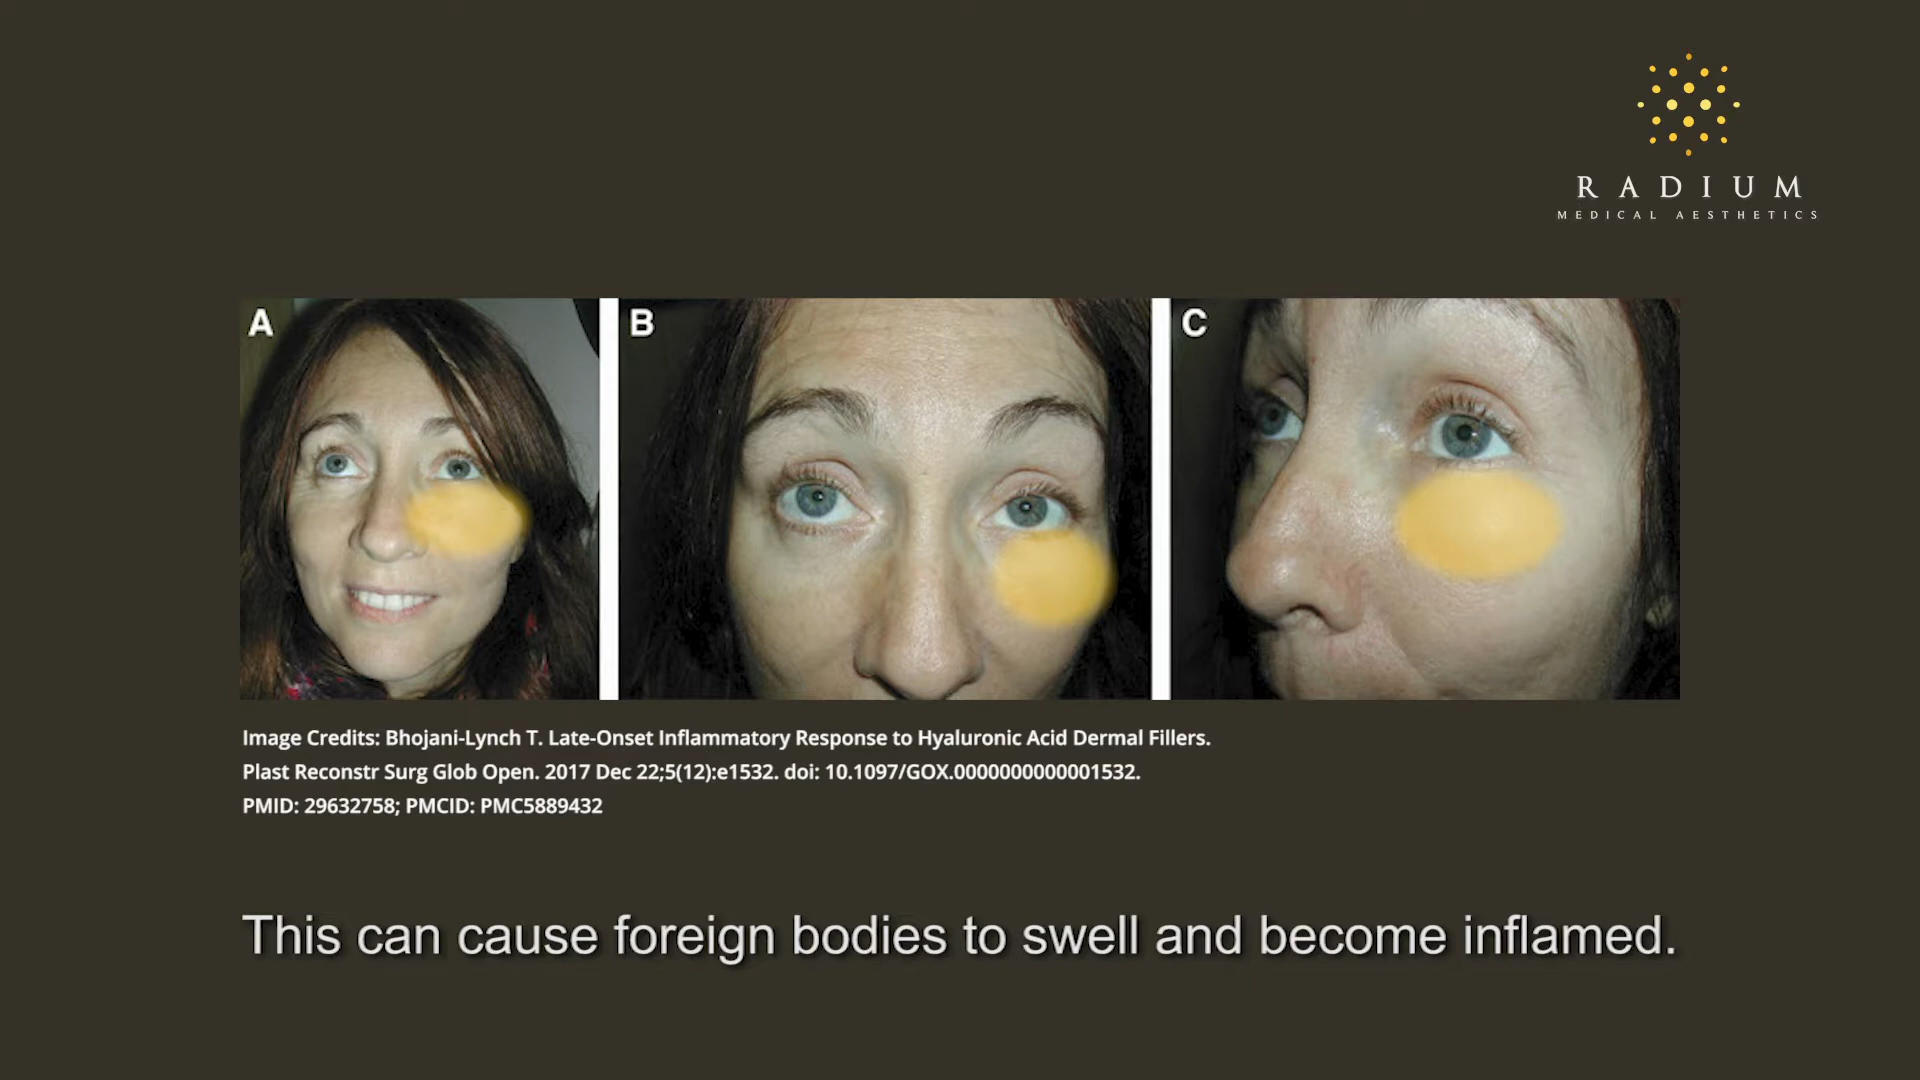 RADIUM
MEDICAL AESTHETICS
A
B
C
Image Credits: Bhojani-Lynch T. Late-Onset Inflammatory Response to Hyaluronic Acid Dermal Fillers.
Plast Reconstr Surg Glob Open. 2017 Dec 22;5(12):e1532. doi: 10.1097/GOX.0000000000001532.
PMID: 29632758; PMCID: PMC5889432
This can cause foreign bodies to swell and become inflamed.